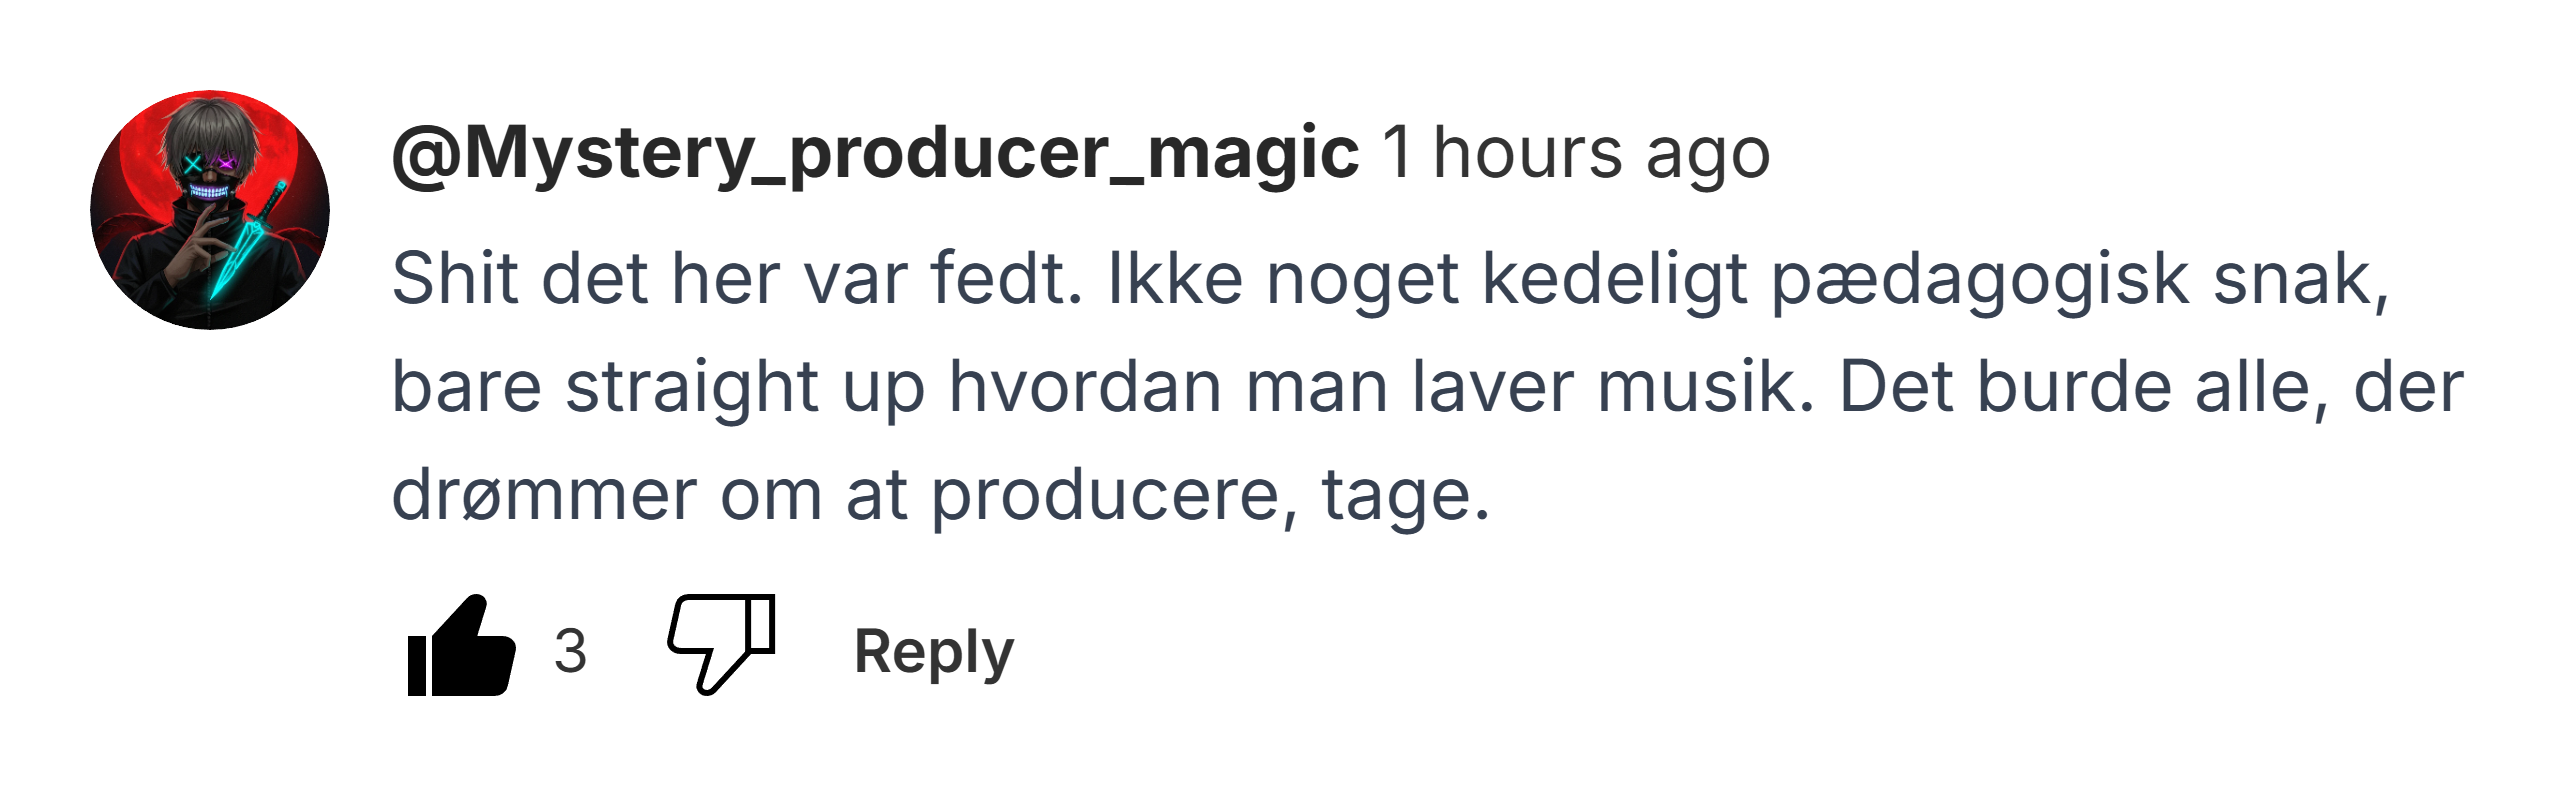 @Mystery_producer_magic 1 hours ago
Shit det her var fedt. Ikke noget kedeligt pædagogisk snak,
bare straight up hvordan man laver musik. Det burde alle, der
drømmer om at producere, tage.
3 Reply